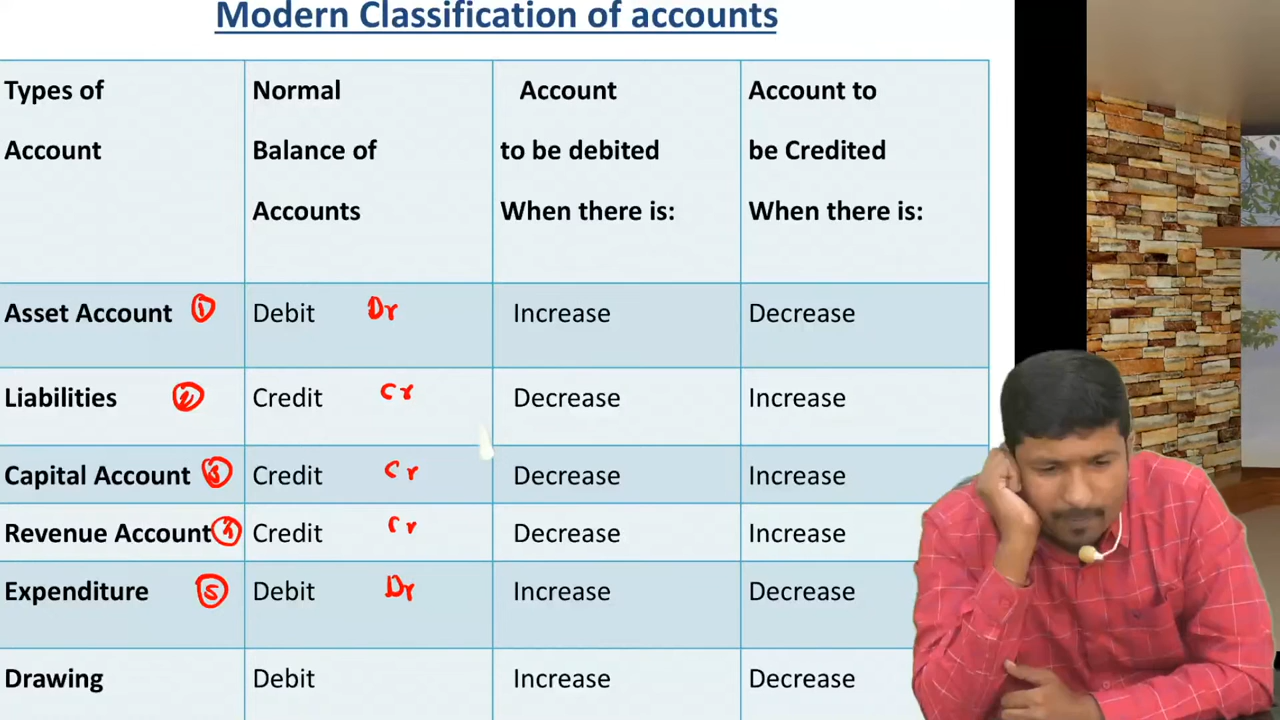 Modern Classification of accounts
Types of Account
Normal Balance of Accounts
Account to be debited When there is:
Account to be Credited When there is:
Asset Account ① Debit Dr Increase Decrease
Liabilities ② Credit Cr Decrease Increase
Capital Account ③ Credit Cr Decrease Increase
Revenue Account ④ Credit Cr Decrease Increase
Expenditure ⑤ Debit Dr Increase Decrease
Drawing Debit Increase Decrease